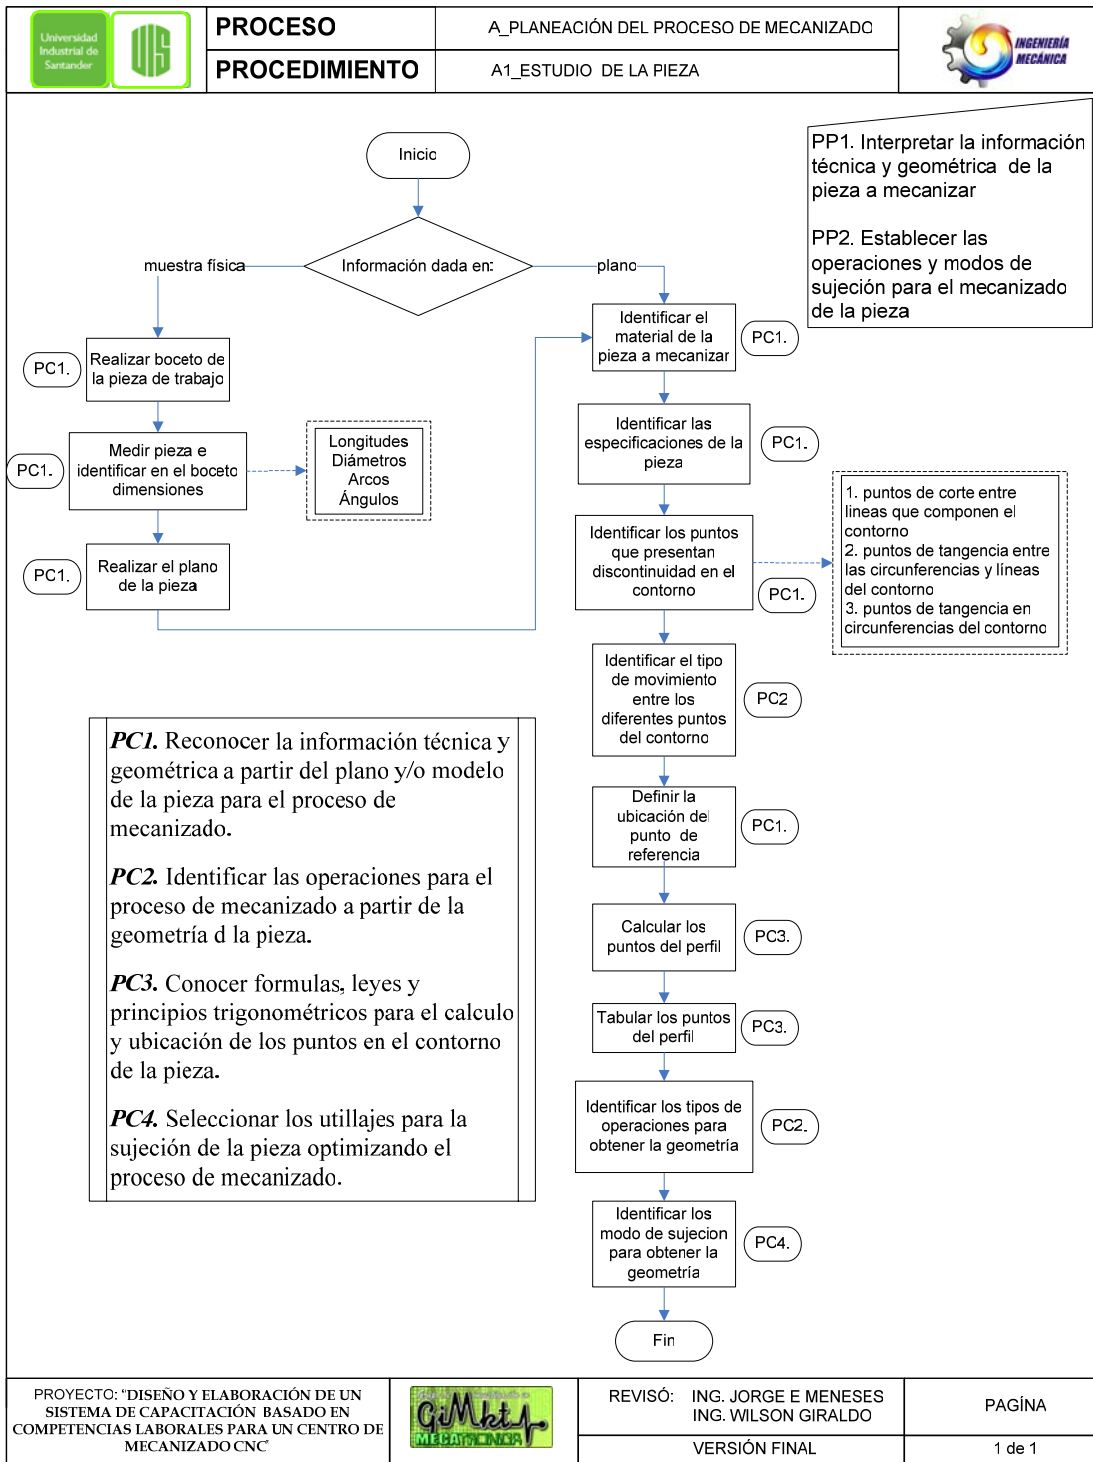 Universidad
Industrial de
Santander
UIS
PROCESO
A_PLANEACIÓN DEL PROCESO DE MECANIZADO
PROCEDIMIENTO
A1_ESTUDIO DE LA PIEZA
INGENIERÍA
MECÁNICA
PP1. Interpretar la información
técnica y geométrica de la
pieza a mecanizar
PP2. Establecer las
operaciones y modos de
sujeción para el mecanizado
de la pieza
Inicio
Información dada en:
muestra física
plano
Realizar boceto de
la pieza de trabajo
PC1.
Medir pieza e
identificar en el boceto
dimensiones
PC1.
Longitudes
Diámetros
Arcos
Ángulos
Realizar el plano
de la pieza
PC1.
Identificar el
material de la
pieza a mecanizar
PC1.
Identificar las
especificaciones de la
pieza
PC1.
Identificar los puntos
que presentan
discontinuidad en el
contorno
PC1.
1. puntos de corte entre
lineas que componen el
contorno
2. puntos de tangencia entre
las circunferencias y líneas
del contorno
3. puntos de tangencia en
circunferencias del contorno
Identificar el tipo
de movimiento
entre los
diferentes puntos
del contorno
PC2
Definir la
ubicación del
punto de
referencia
PC1.
Calcular los
puntos del perfil
PC3.
Tabular los puntos
del perfil
PC3.
Identificar los tipos de
operaciones para
obtener la geometría
PC2.
Identificar los
modo de sujecion
para obtener la
geometría
PC4.
Fin
PC1. Reconocer la información técnica y
geométrica a partir del plano y/o modelo
de la pieza para el proceso de
mecanizado.
PC2. Identificar las operaciones para el
proceso de mecanizado a partir de la
geometría d la pieza.
PC3. Conocer formulas, leyes y
principios trigonométricos para el calculo
y ubicación de los puntos en el contorno
de la pieza.
PC4. Seleccionar los utillajes para la
sujeción de la pieza optimizando el
proceso de mecanizado.
PROYECTO: "DISEÑO Y ELABORACIÓN DE UN
SISTEMA DE CAPACITACIÓN BASADO EN
COMPETENCIAS LABORALES PARA UN CENTRO DE
MECANIZADO CNC"
GiMkt
MECATRONICA
REVISÓ: ING. JORGE E MENESES
ING. WILSON GIRALDO
VERSIÓN FINAL
PAGÍNA
1 de 1